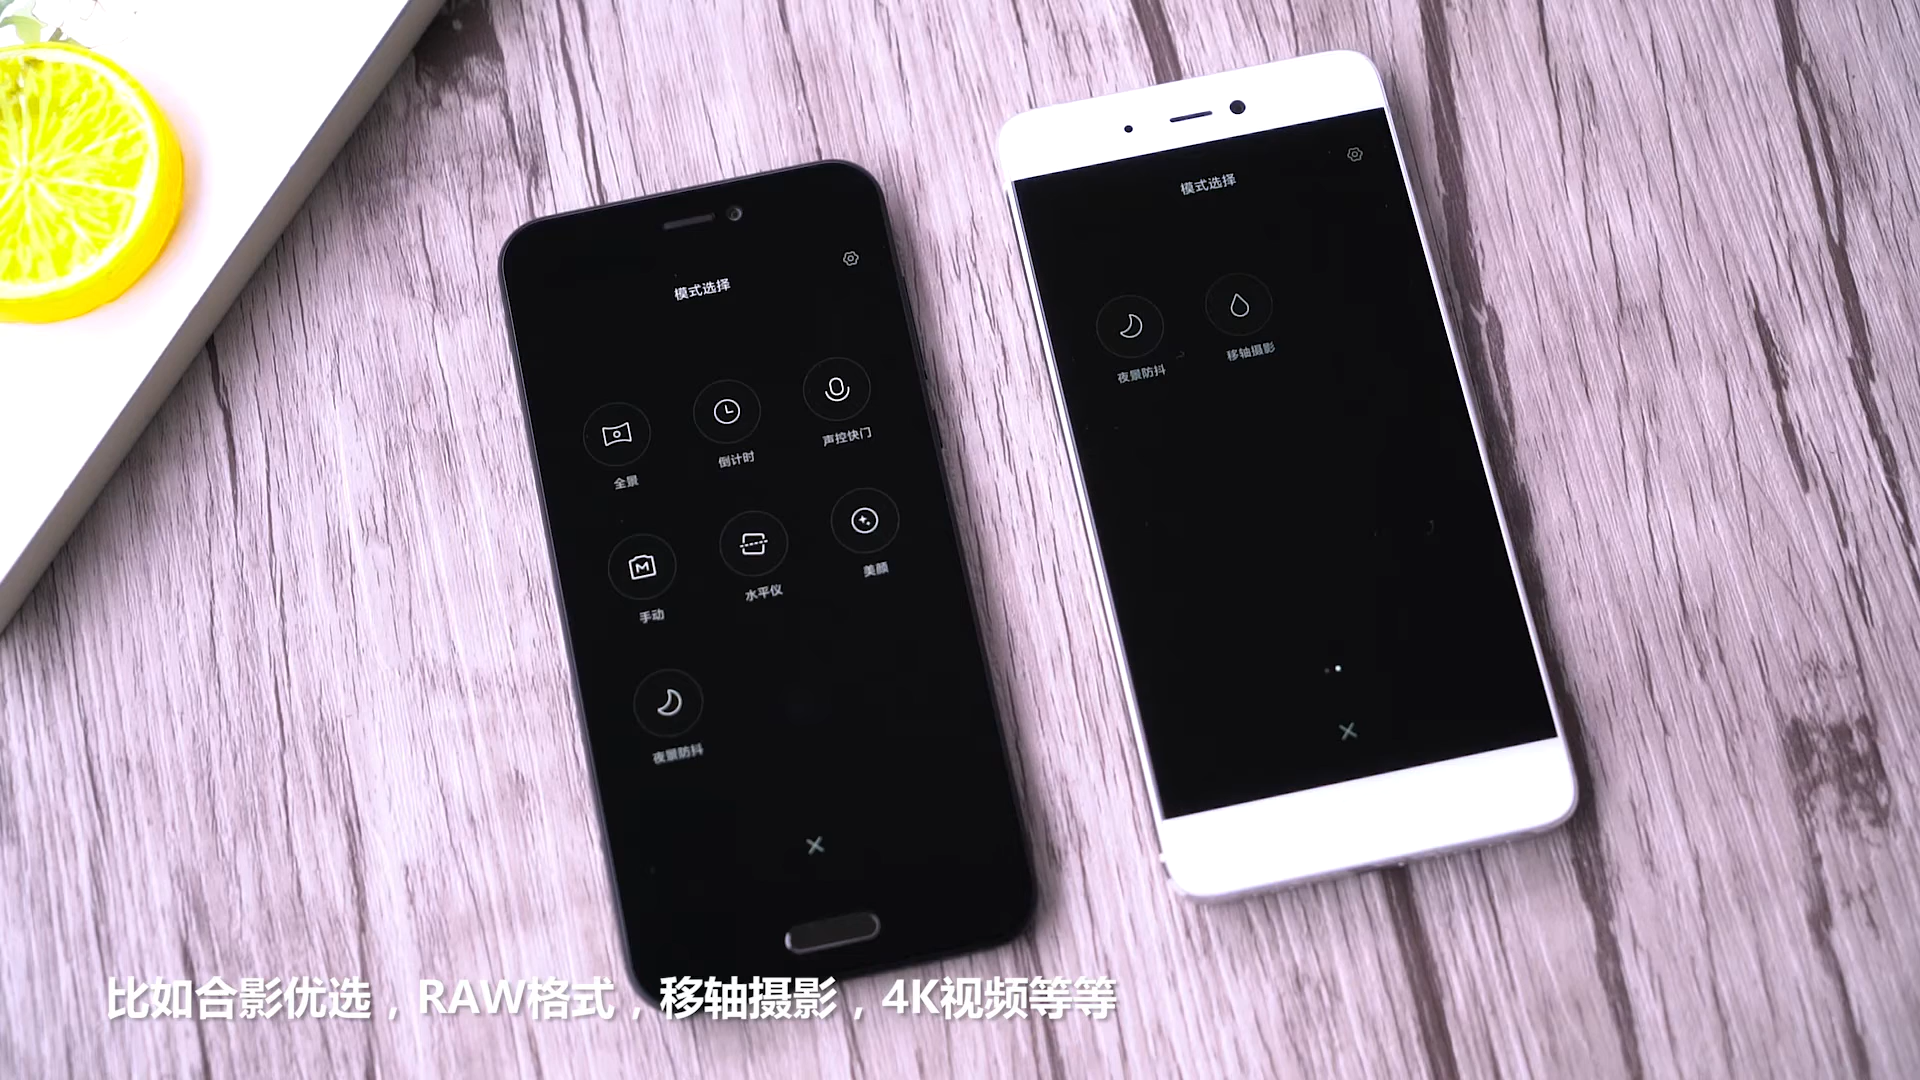 模式选择
全景
倒计时
声控快门
手动
水平仪
美颜
夜景防抖
模式选择
夜景防抖
移轴摄影
比如合影优选，RAW格式，移轴摄影，4K视频等等